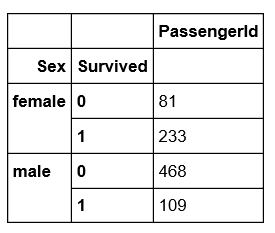 PassengerId
Sex Survived
female 0 81
1 233
male 0 468
1 109